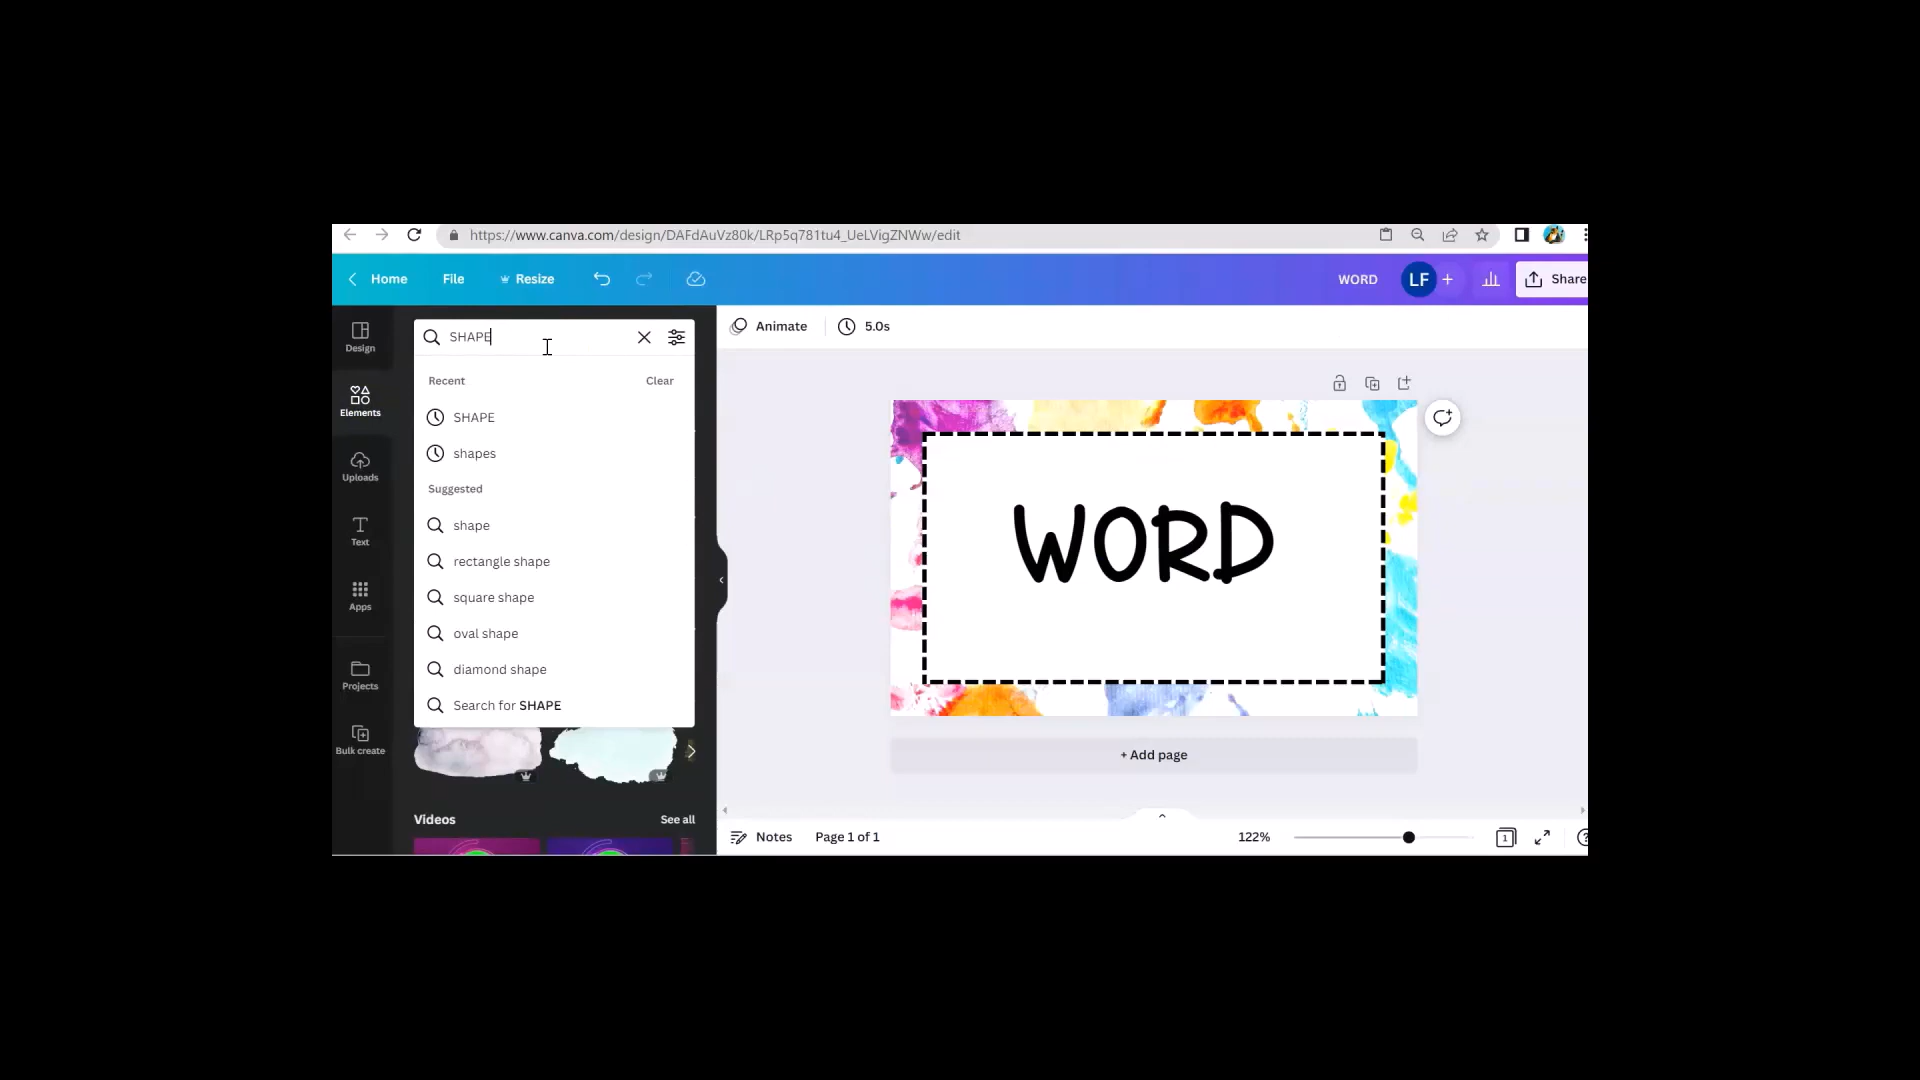 https://www.canva.com/design/DAFdAuVz80k/LRp5q781tu4_UeLVigZNWw/edit
Home File Resize WORD LF + Share
Design
Elements
Uploads
Text
Apps
Projects
Bulk create
SHAPE
Recent Clear
SHAPE
shapes
Suggested
shape
rectangle shape
square shape
oval shape
diamond shape
Search for SHAPE
Videos See all
Animate 5.0s
WORD
+ Add page
Notes Page 1 of 1 122% 1 ?